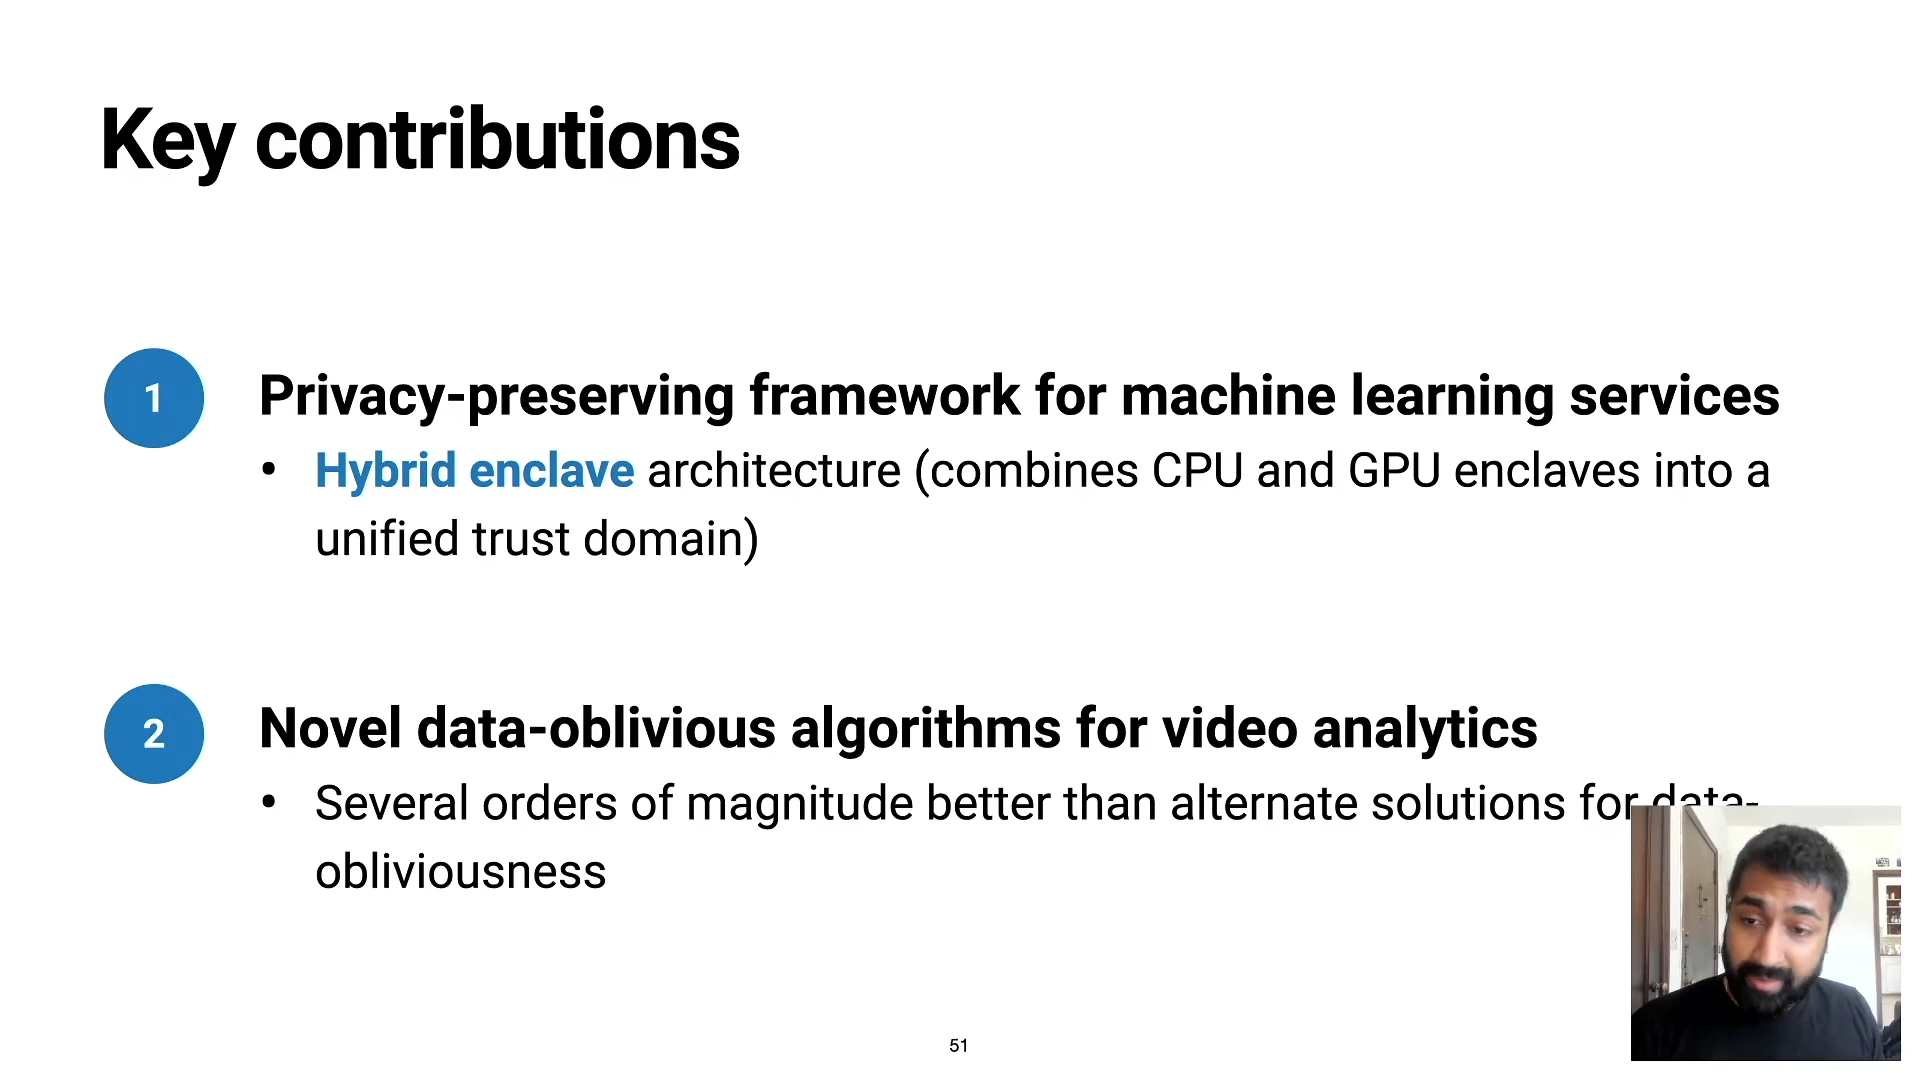 Key contributions
1
Privacy-preserving framework for machine learning services
• Hybrid enclave architecture (combines CPU and GPU enclaves into a
unified trust domain)
2
Novel data-oblivious algorithms for video analytics
• Several orders of magnitude better than alternate solutions for data-
obliviousness
51